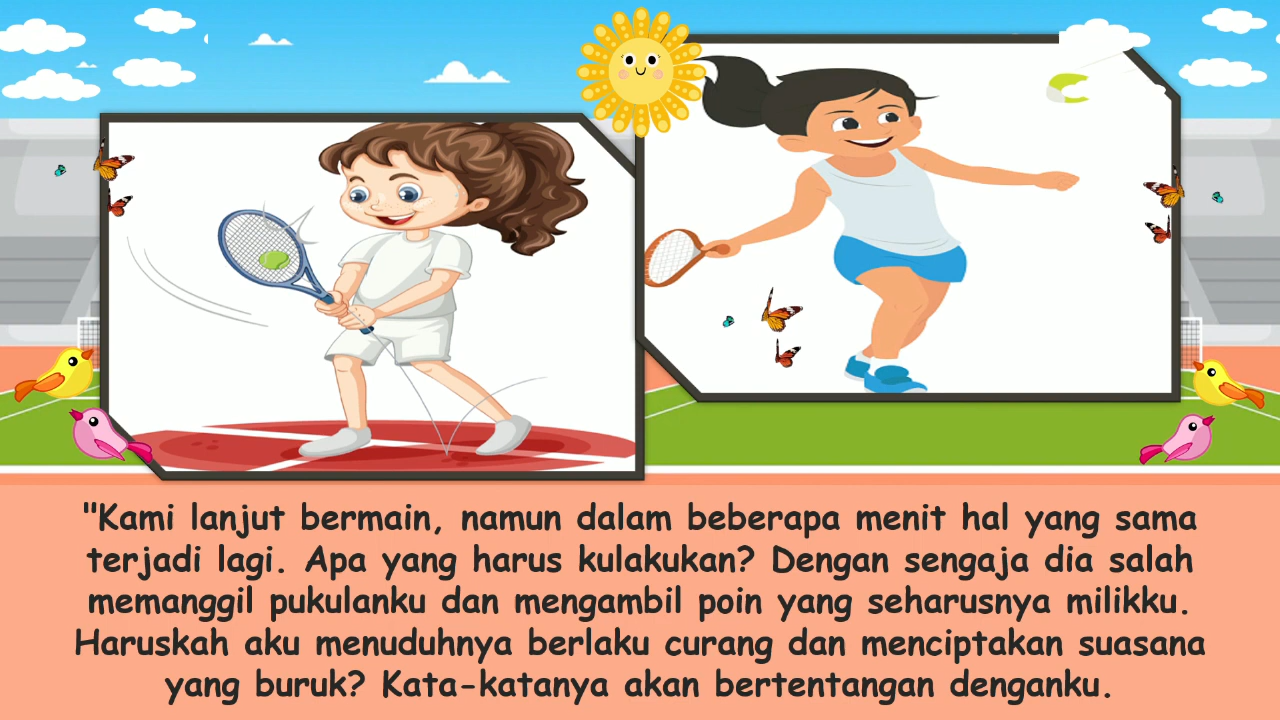 "Kami lanjut bermain, namun dalam beberapa menit hal yang sama
terjadi lagi. Apa yang harus kulakukan? Dengan sengaja dia salah
memanggil pukulanku dan mengambil poin yang seharusnya milikku.
Haruskah aku menuduhnya berlaku curang dan menciptakan suasana
yang buruk? Kata-katanya akan bertentangan denganku.